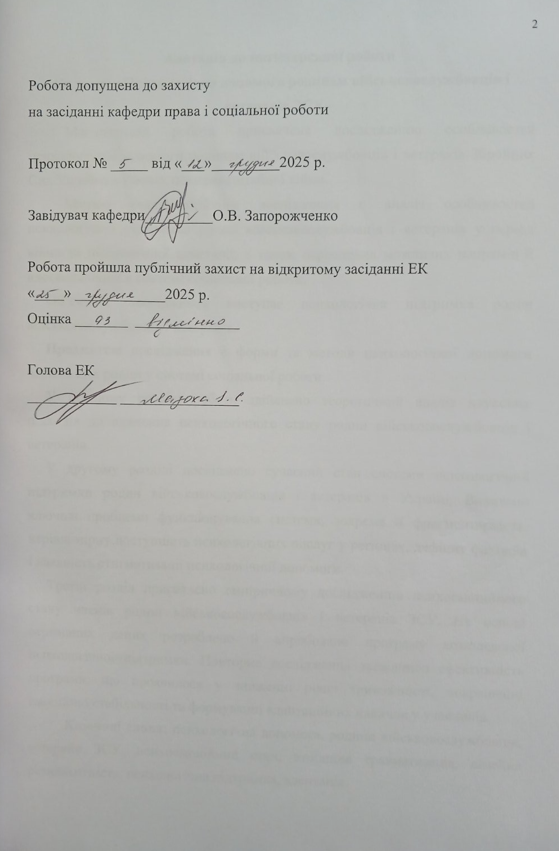 2
Робота допущена до захисту
на засіданні кафедри права і соціальної роботи
Протокол № 5 від «12» грудня 2025 р.
Завідувач кафедри О.В. Запорожченко
Робота пройшла публічний захист на відкритому засіданні ЕК
«25» грудня 2025 р.
Оцінка 93 відмінно
Голова ЕК